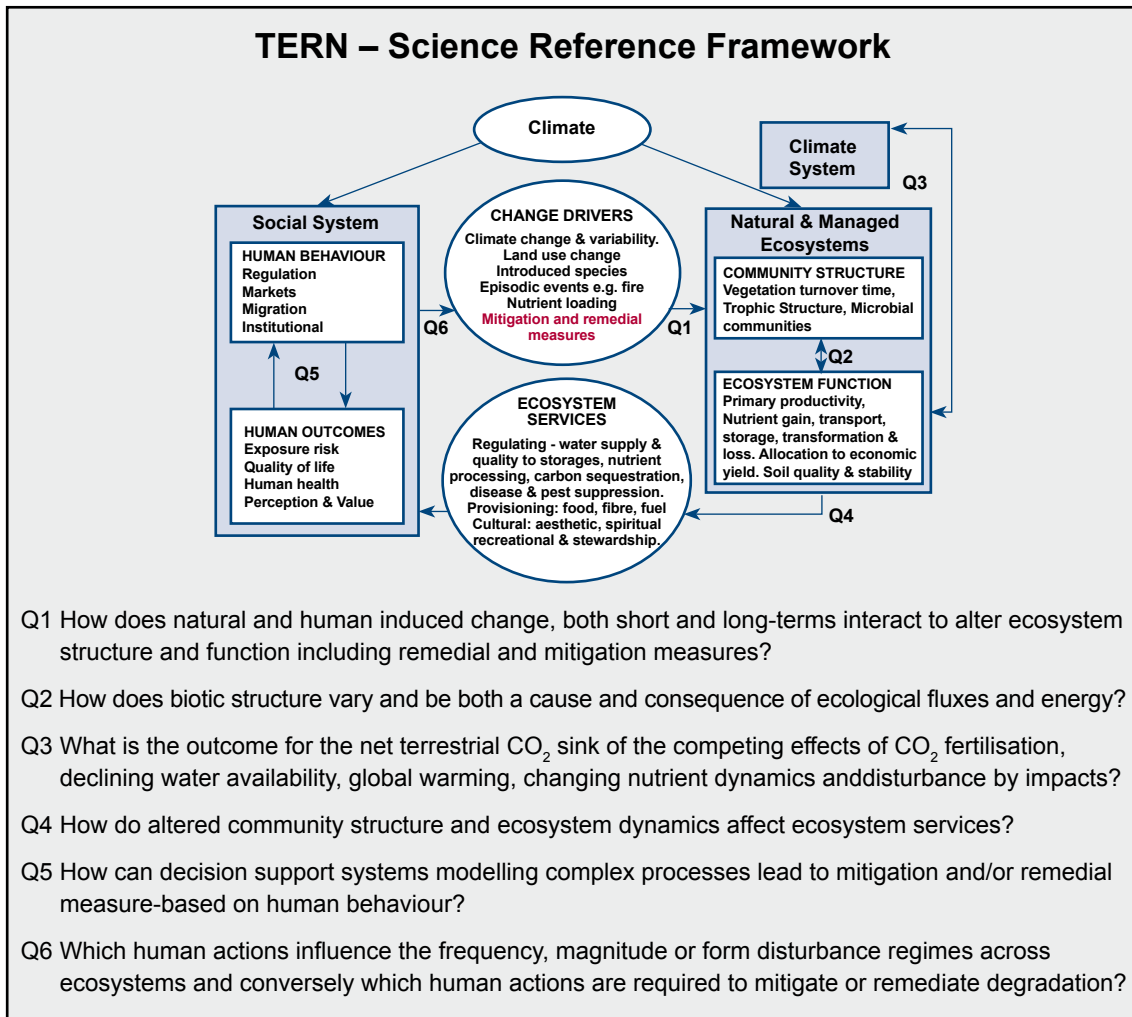 TERN – Science Reference Framework
Climate
Climate
System
Q3
Social System
HUMAN BEHAVIOUR
Regulation
Markets
Migration
Institutional
Q5
HUMAN OUTCOMES
Exposure risk
Quality of life
Human health
Perception & Value
Q6
CHANGE DRIVERS
Climate change & variability.
Land use change
Introduced species
Episodic events e.g. fire
Nutrient loading
Mitigation and remedial
measures
Q1
Natural & Managed
Ecosystems
COMMUNITY STRUCTURE
Vegetation turnover time,
Trophic Structure, Microbial
communities
Q2
ECOSYSTEM FUNCTION
Primary productivity,
Nutrient gain, transport,
storage, transformation &
loss. Allocation to economic
yield. Soil quality & stability
Q4
ECOSYSTEM
SERVICES
Regulating - water supply &
quality to storages, nutrient
processing, carbon sequestration,
disease & pest suppression.
Provisioning: food, fibre, fuel
Cultural: aesthetic, spiritual
recreational & stewardship.
Q1 How does natural and human induced change, both short and long-terms interact to alter ecosystem
structure and function including remedial and mitigation measures?
Q2 How does biotic structure vary and be both a cause and consequence of ecological fluxes and energy?
Q3 What is the outcome for the net terrestrial CO₂ sink of the competing effects of CO₂ fertilisation,
declining water availability, global warming, changing nutrient dynamics anddisturbance by impacts?
Q4 How do altered community structure and ecosystem dynamics affect ecosystem services?
Q5 How can decision support systems modelling complex processes lead to mitigation and/or remedial
measure-based on human behaviour?
Q6 Which human actions influence the frequency, magnitude or form disturbance regimes across
ecosystems and conversely which human actions are required to mitigate or remediate degradation?